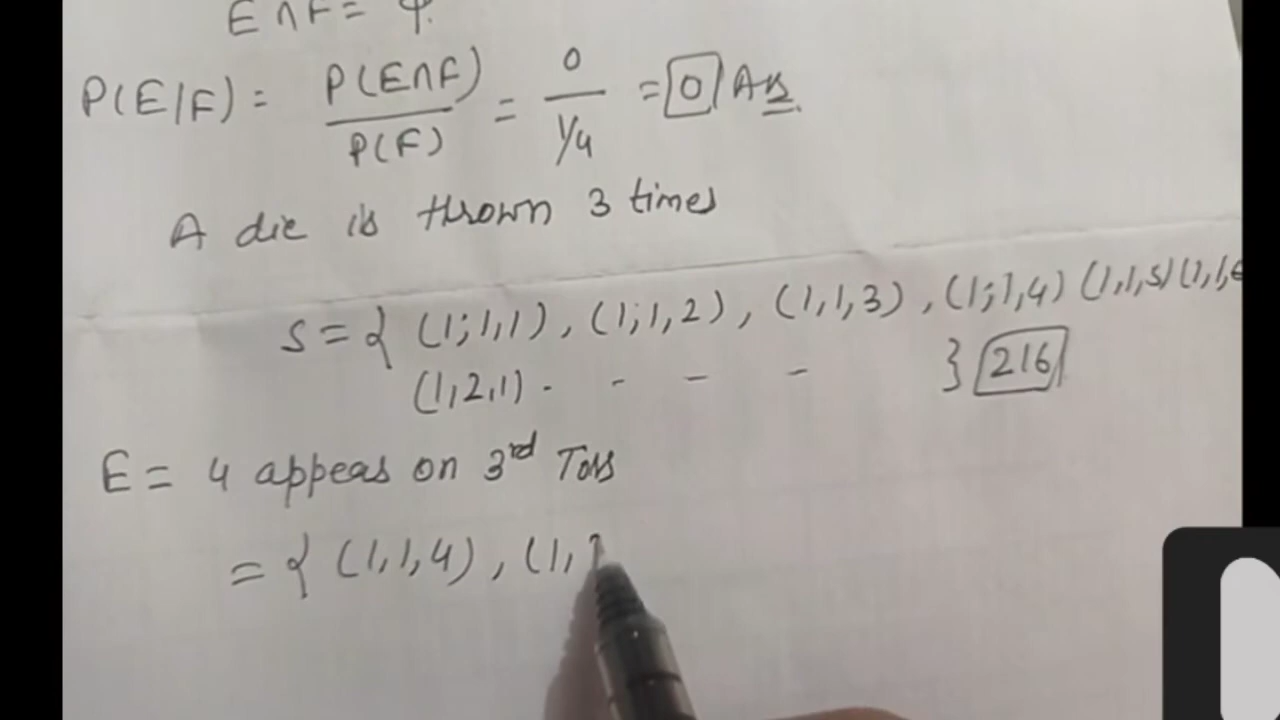 E ∩ F = φ.
P(E/F) = P(E∩F) / P(F) = 0 / 1/4 = 0 Ans.
A die is thrown 3 times
S = { (1,1,1), (1,1,2), (1,1,3), (1,1,4) (1,1,5) (1,1,6
(1,2,1) - - - - } 216
E = 4 appeas on 3rd Toss
= { (1,1,4), (1,